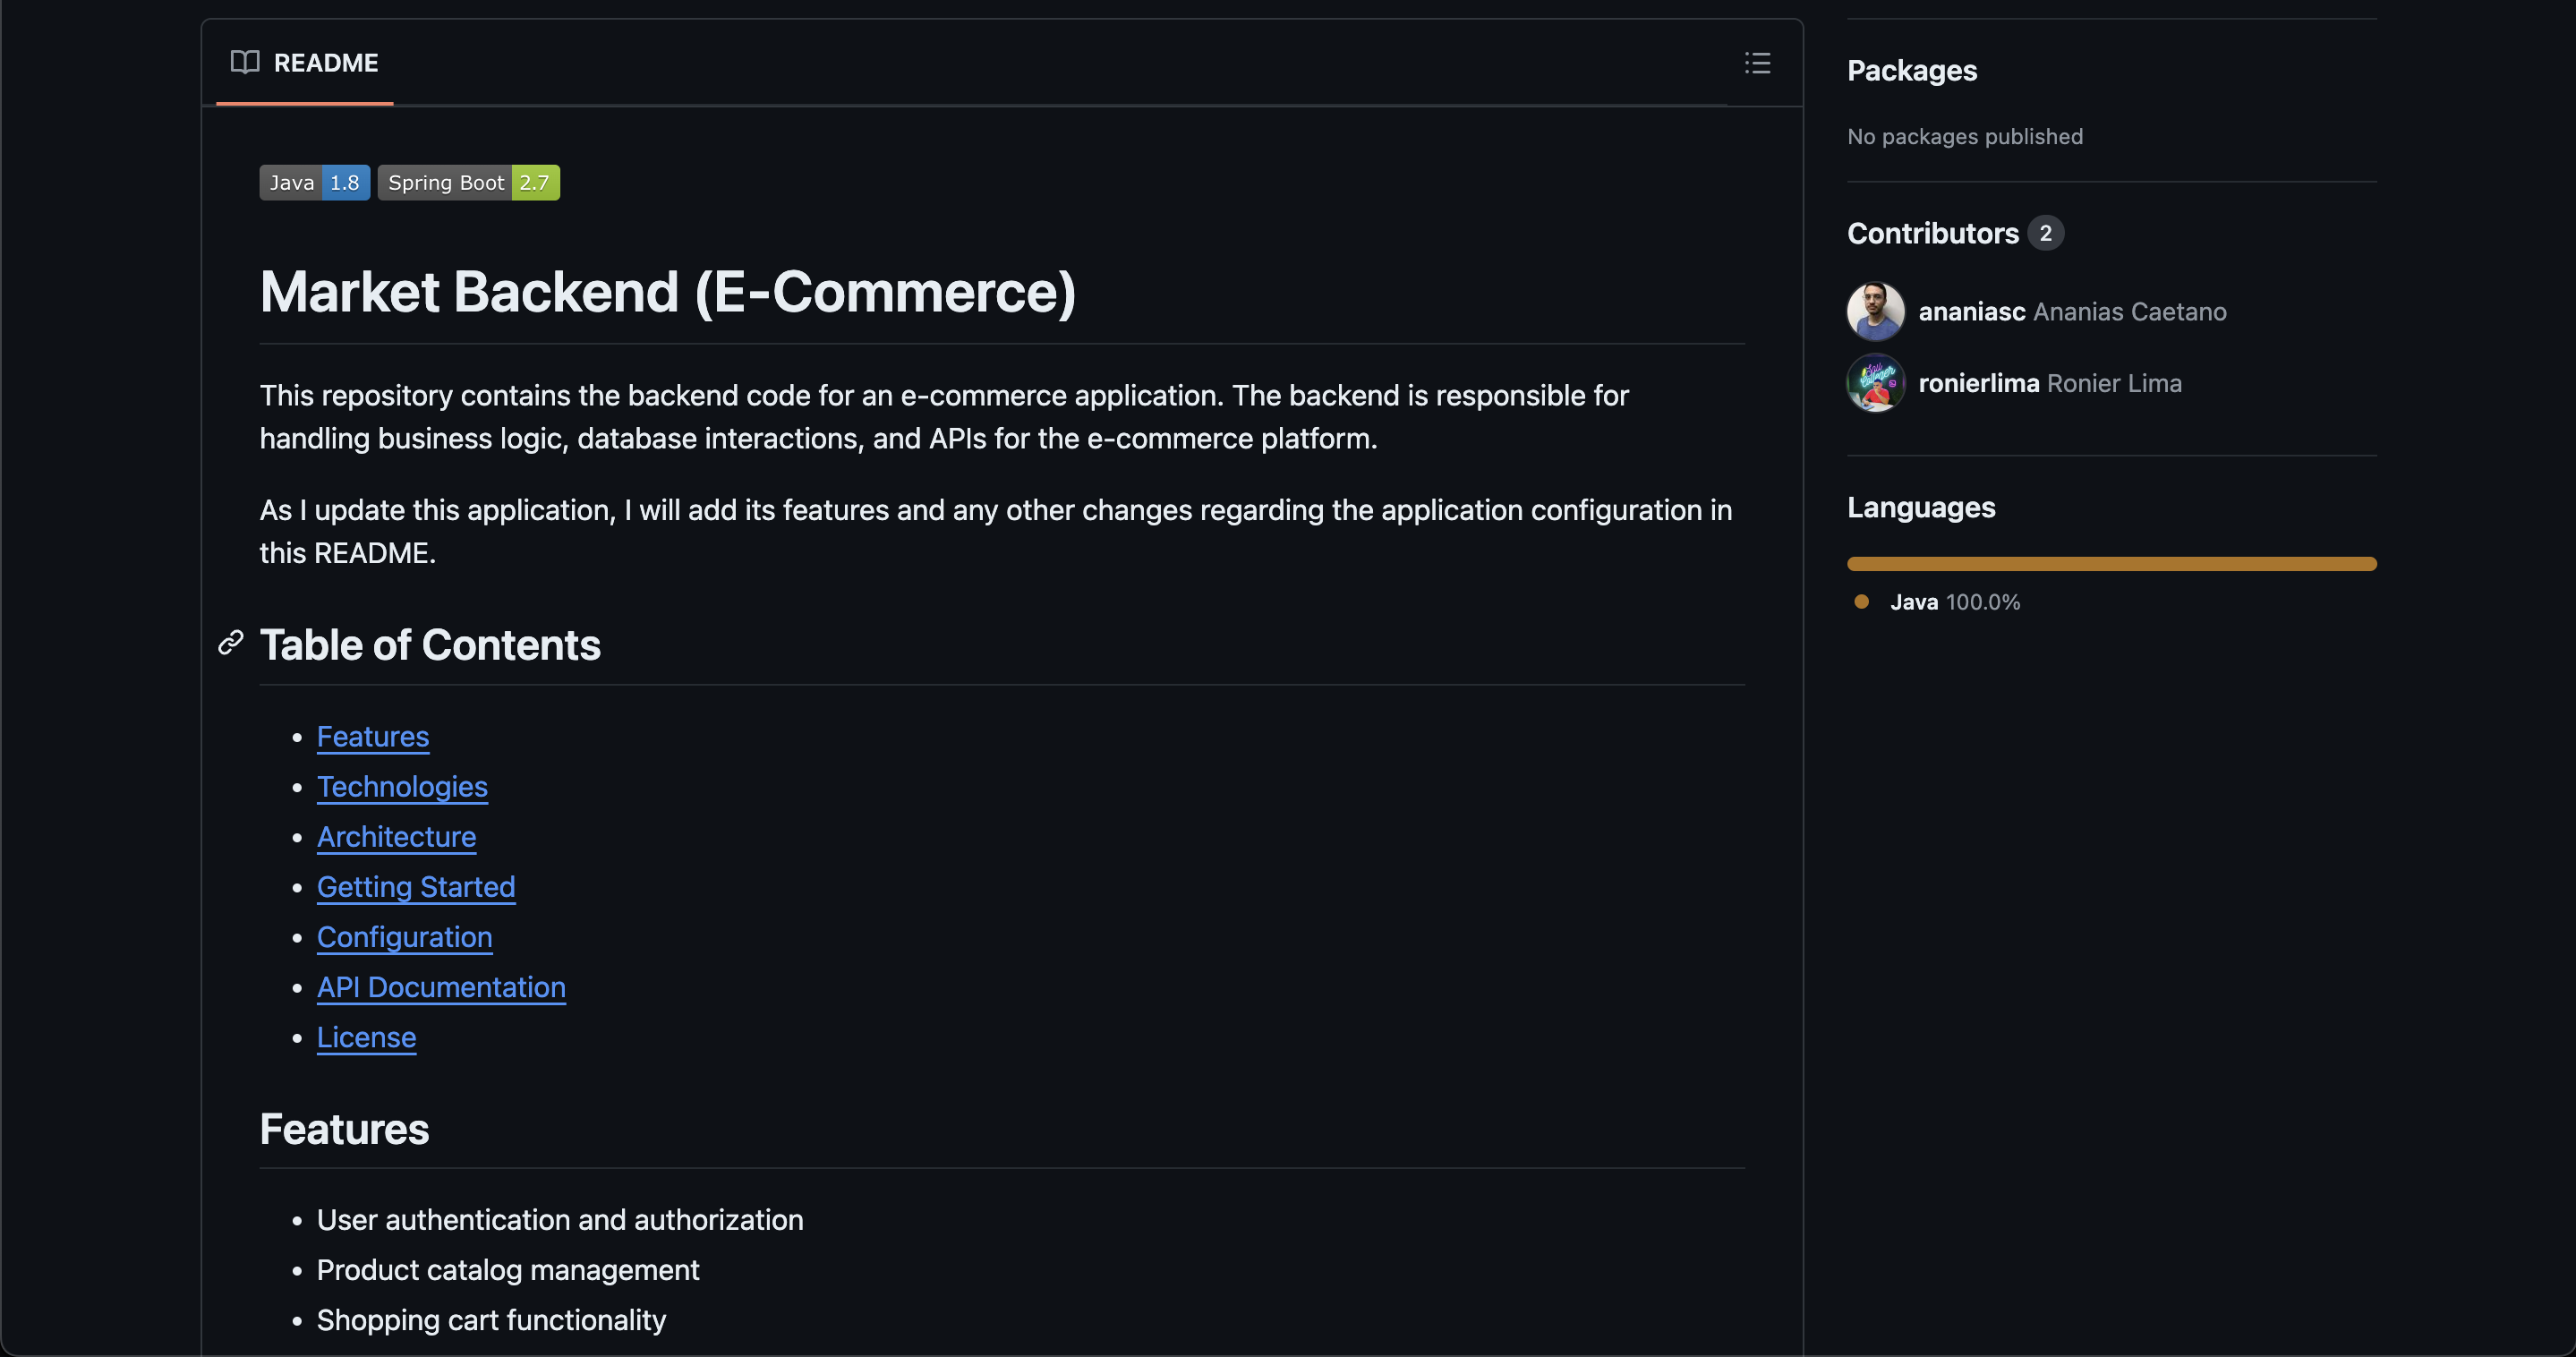 README
Java 1.8 Spring Boot 2.7
Market Backend (E-Commerce)
This repository contains the backend code for an e-commerce application. The backend is responsible for
handling business logic, database interactions, and APIs for the e-commerce platform.
As I update this application, I will add its features and any other changes regarding the application configuration in
this README.
Table of Contents
Features
Technologies
Architecture
Getting Started
Configuration
API Documentation
License
Features
User authentication and authorization
Product catalog management
Shopping cart functionality
Packages
No packages published
Contributors 2
ananiasc Ananias Caetano
ronierlima Ronier Lima
Languages
Java 100.0%